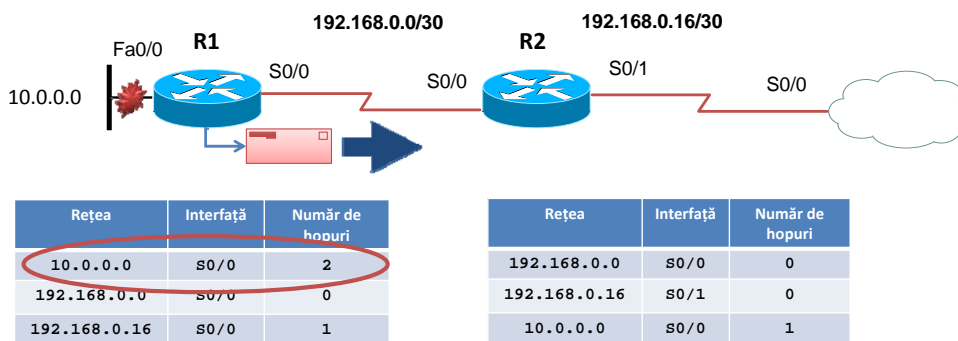 192.168.0.0/30
192.168.0.16/30
R1
R2
Fa0/0
S0/0
S0/0
S0/1
S0/0
10.0.0.0
Rețea Interfață Număr de hopuri
10.0.0.0 S0/0 2
192.168.0.0 S0/0 0
192.168.0.16 S0/0 1
Rețea Interfață Număr de hopuri
192.168.0.0 S0/0 0
192.168.0.16 S0/1 0
10.0.0.0 S0/0 1